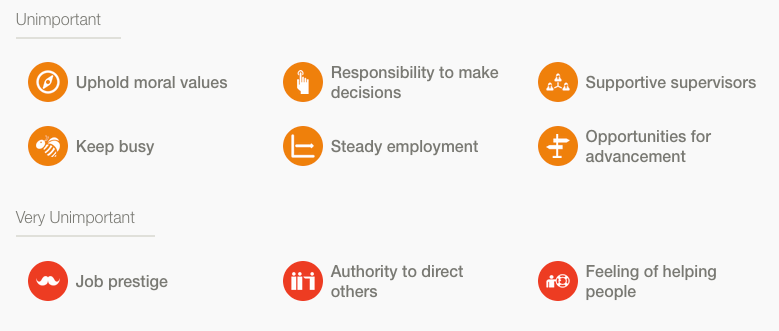 Unimportant
Uphold moral values
Responsibility to make
decisions
Supportive supervisors
Keep busy
Steady employment
Opportunities for
advancement
Very Unimportant
Job prestige
Authority to direct
others
Feeling of helping
people